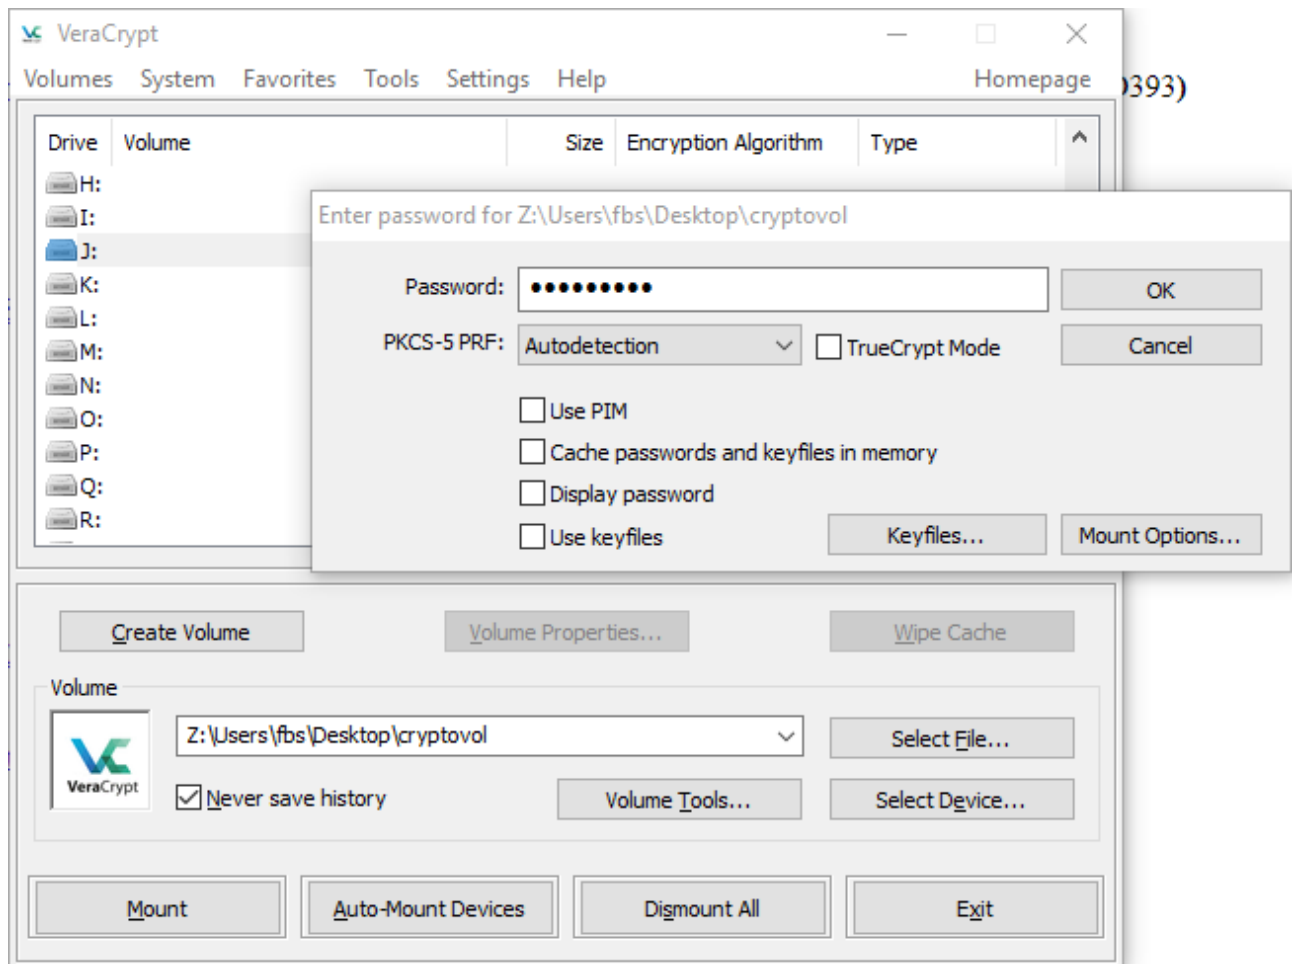 VeraCrypt
Volumes System Favorites Tools Settings Help Homepage
0393)
Drive Volume Size Encryption Algorithm Type
H:
I:
J:
K:
L:
M:
N:
O:
P:
Q:
R:
Enter password for Z:\Users\fbs\Desktop\cryptovol
Password: ●●●●●●●●● OK
PKCS-5 PRF: Autodetection TrueCrypt Mode Cancel
Use PIM
Cache passwords and keyfiles in memory
Display password
Use keyfiles Keyfiles... Mount Options...
Create Volume Volume Properties... Wipe Cache
Volume
VeraCrypt
Z:\Users\fbs\Desktop\cryptovol Select File...
Never save history Volume Tools... Select Device...
Mount Auto-Mount Devices Dismount All Exit